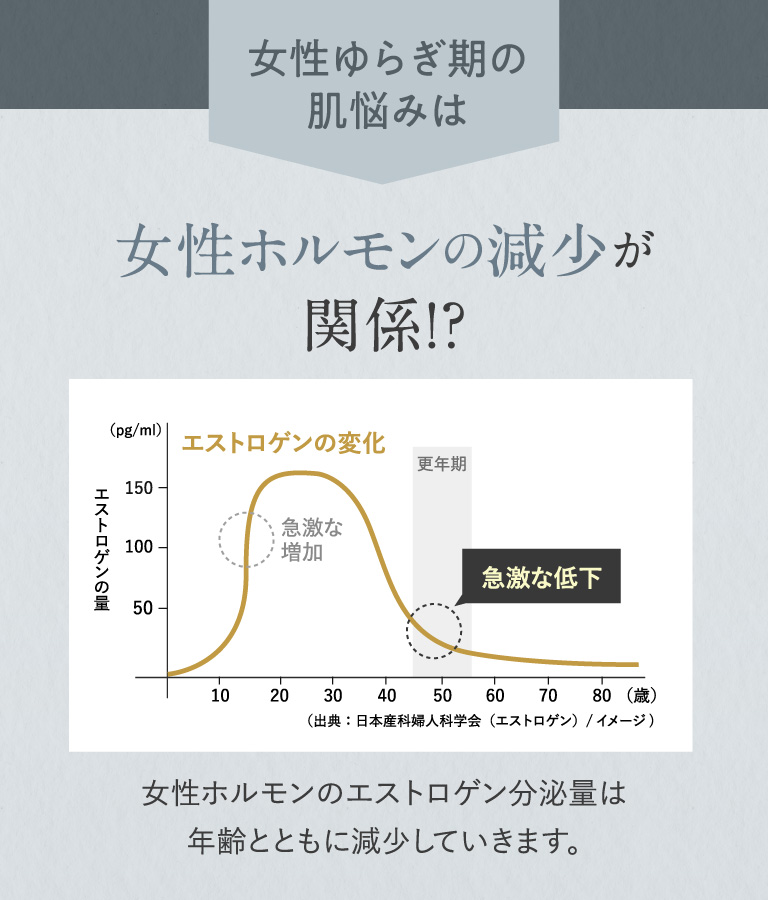 女性ゆらぎ期の
肌悩みは
女性ホルモンの減少が
関係!?
(pg/ml)
エストロゲンの変化
更年期
150
急激な
増加
100
エストロゲンの量
急激な低下
50
10 20 30 40 50 60 70 80 (歳)
(出典：日本産科婦人科学会（エストロゲン）/イメージ)
女性ホルモンのエストロゲン分泌量は
年齢とともに減少していきます。